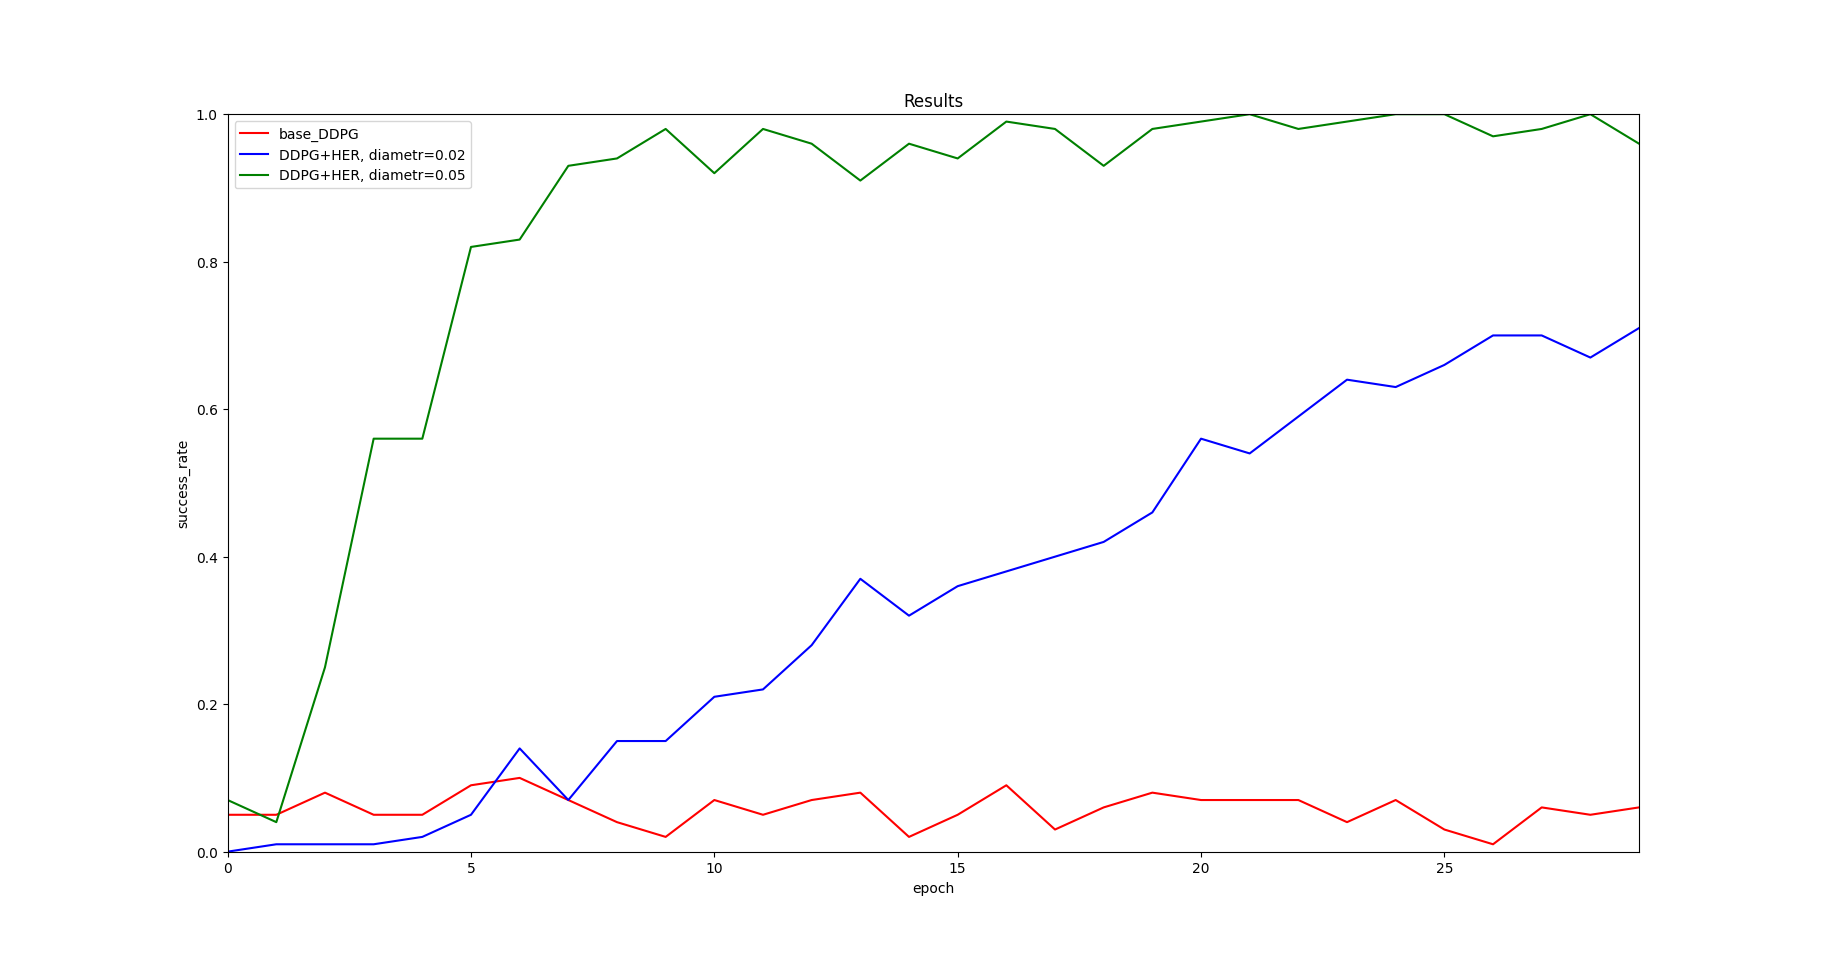 Results
base_DDPG
DDPG+HER, diametr=0.02
DDPG+HER, diametr=0.05
1.0
0.8
0.6
0.4
0.2
0.0
success_rate
0 5 10 15 20 25
epoch